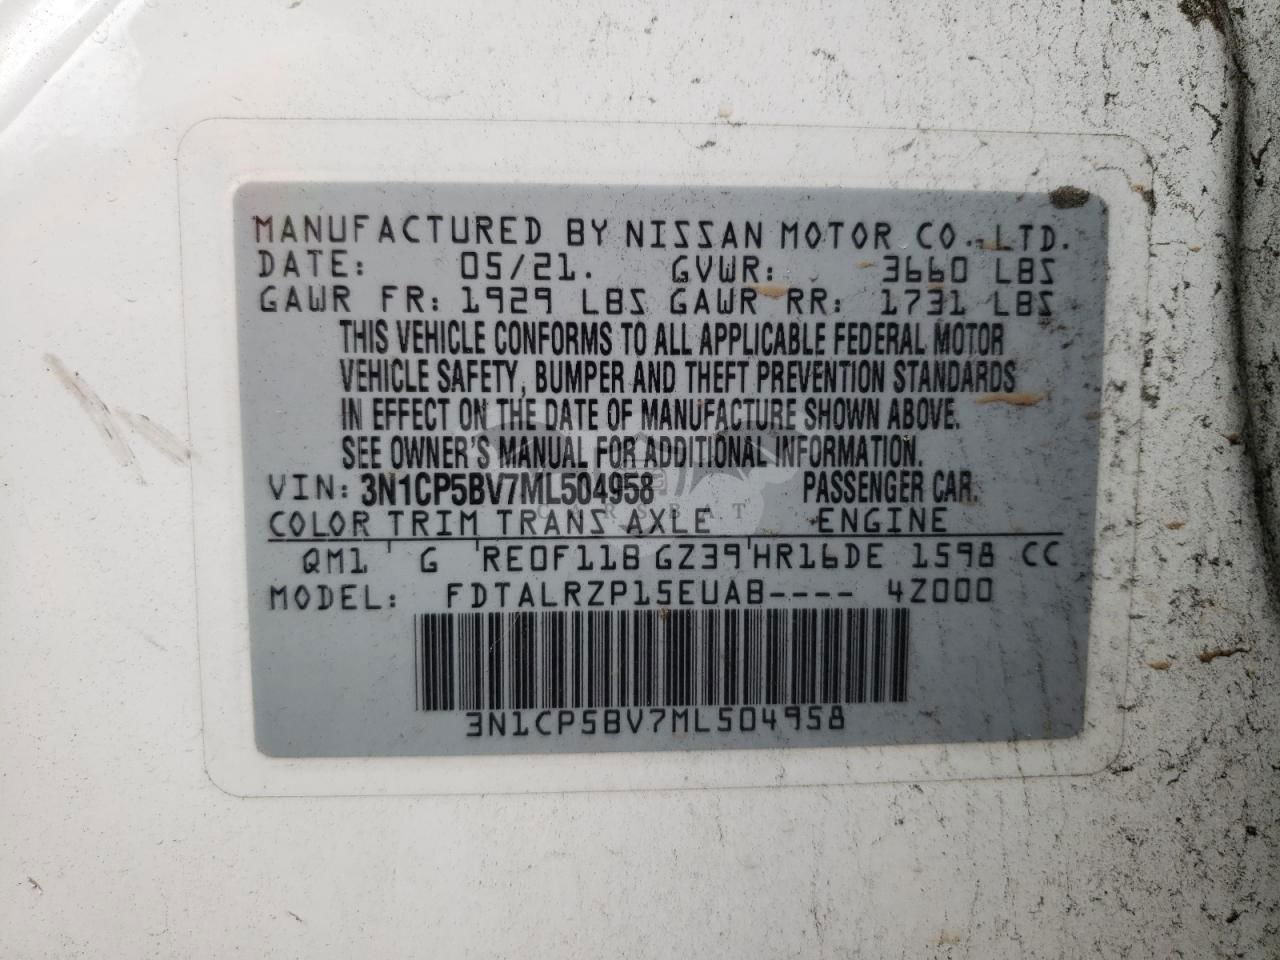 MANUFACTURED BY NISSAN MOTOR CO.,LTD.
DATE: 05/21. GVWR: 3660 LBS
GAWR FR: 1929 LBS GAWR RR: 1731 LBS
THIS VEHICLE CONFORMS TO ALL APPLICABLE FEDERAL MOTOR
VEHICLE SAFETY, BUMPER AND THEFT PREVENTION STANDARDS
IN EFFECT ON THE DATE OF MANUFACTURE SHOWN ABOVE.
SEE OWNER'S MANUAL FOR ADDITIONAL INFORMATION.
VIN: 3N1CP5BV7ML504958 PASSENGER CAR.
CARSBAT
COLOR TRIM TRANS AXLE ENGINE
QM1 G RE0F11B GZ39 HR16DE 1598 CC
MODEL: FDTALRZP15EUAB---- 4Z000
3N1CP5BV7ML504958